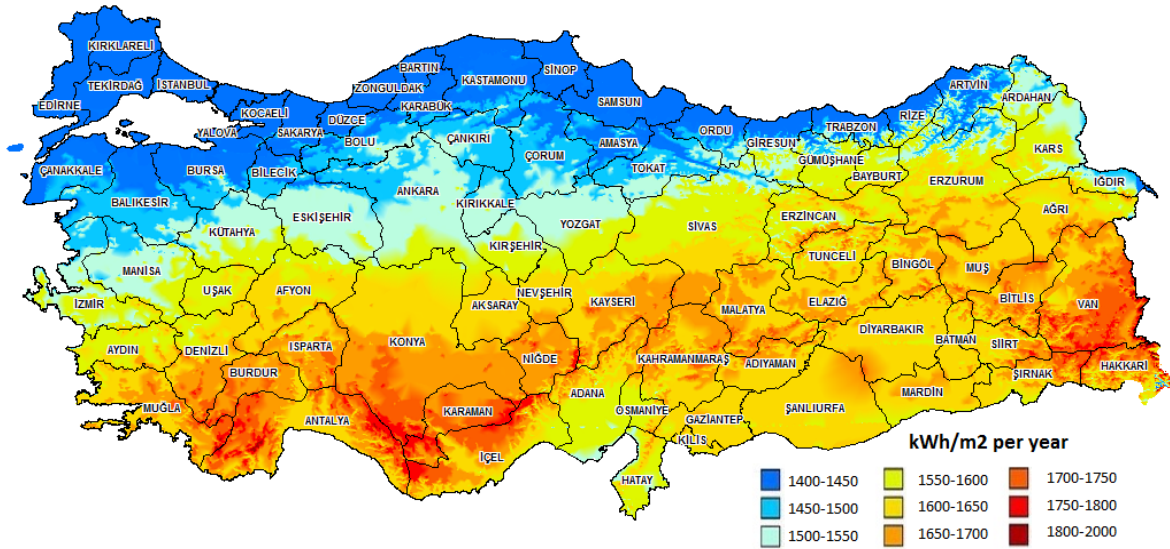 KIRKLARELİ
TEKİRDAĞ
İSTANBUL
EDİRNE
KOCAELİ
YALOVA
SAKARYA
DÜZCE
ZONGULDAK
BARTIN
KARABÜK
KASTAMONU
SİNOP
SAMSUN
ORDU
GİRESUN
TRABZON
RİZE
ARTVİN
ARDAHAN
KARS
IĞDIR
ÇANAKKALE
BURSA
BİLECİK
BOLU
ÇANKIRI
ÇORUM
AMASYA
TOKAT
GÜMÜŞHANE
BAYBURT
ERZURUM
AĞRI
BALIKESİR
KÜTAHYA
ESKİŞEHİR
ANKARA
KIRIKKALE
YOZGAT
SİVAS
ERZİNCAN
TUNCELİ
BİNGÖL
MUŞ
MANİSA
UŞAK
AFYON
KIRŞEHİR
NEVŞEHİR
AKSARAY
KAYSERİ
MALATYA
ELAZIĞ
BİTLİS
VAN
İZMİR
AYDIN
DENİZLİ
ISPARTA
BURDUR
KONYA
NİĞDE
KAHRAMANMARAŞ
ADIYAMAN
DİYARBAKIR
BATMAN
SİİRT
ŞIRNAK
HAKKARİ
MUĞLA
ANTALYA
KARAMAN
İÇEL
ADANA
OSMANİYE
GAZİANTEP
KİLİS
ŞANLIURFA
MARDİN
HATAY
kWh/m2 per year
1400-1450
1450-1500
1500-1550
1550-1600
1600-1650
1650-1700
1700-1750
1750-1800
1800-2000